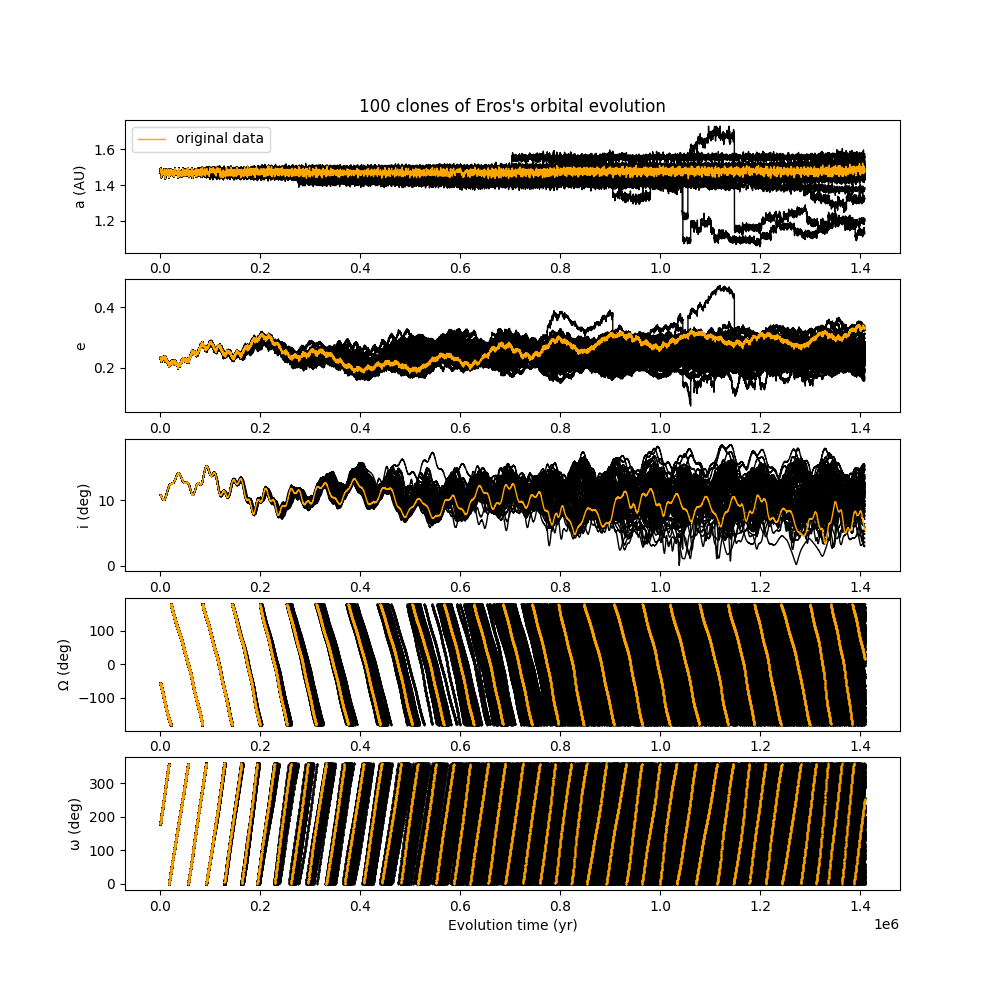 100 clones of Eros's orbital evolution
original data
a (AU)
1.6
1.4
1.2
0.0 0.2 0.4 0.6 0.8 1.0 1.2 1.4
e
0.4
0.2
0.0 0.2 0.4 0.6 0.8 1.0 1.2 1.4
i (deg)
10
0
0.0 0.2 0.4 0.6 0.8 1.0 1.2 1.4
Ω (deg)
100
0
−100
0.0 0.2 0.4 0.6 0.8 1.0 1.2 1.4
ω (deg)
300
200
100
0
0.0 0.2 0.4 0.6 0.8 1.0 1.2 1.4
Evolution time (yr)
1e6